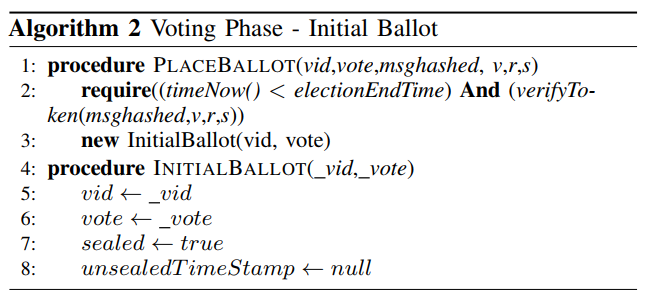 Algorithm 2 Voting Phase - Initial Ballot
1: procedure PLACEBALLOT(vid,vote,msghashed, v,r,s)
2: require((timeNow() < electionEndTime) And (verifyTo-
ken(msghashed,v,r,s))
3: new InitialBallot(vid, vote)
4: procedure INITIALBALLOT(_vid,_vote)
5: vid ← _vid
6: vote ← _vote
7: sealed ← true
8: unsealedTimeStamp ← null